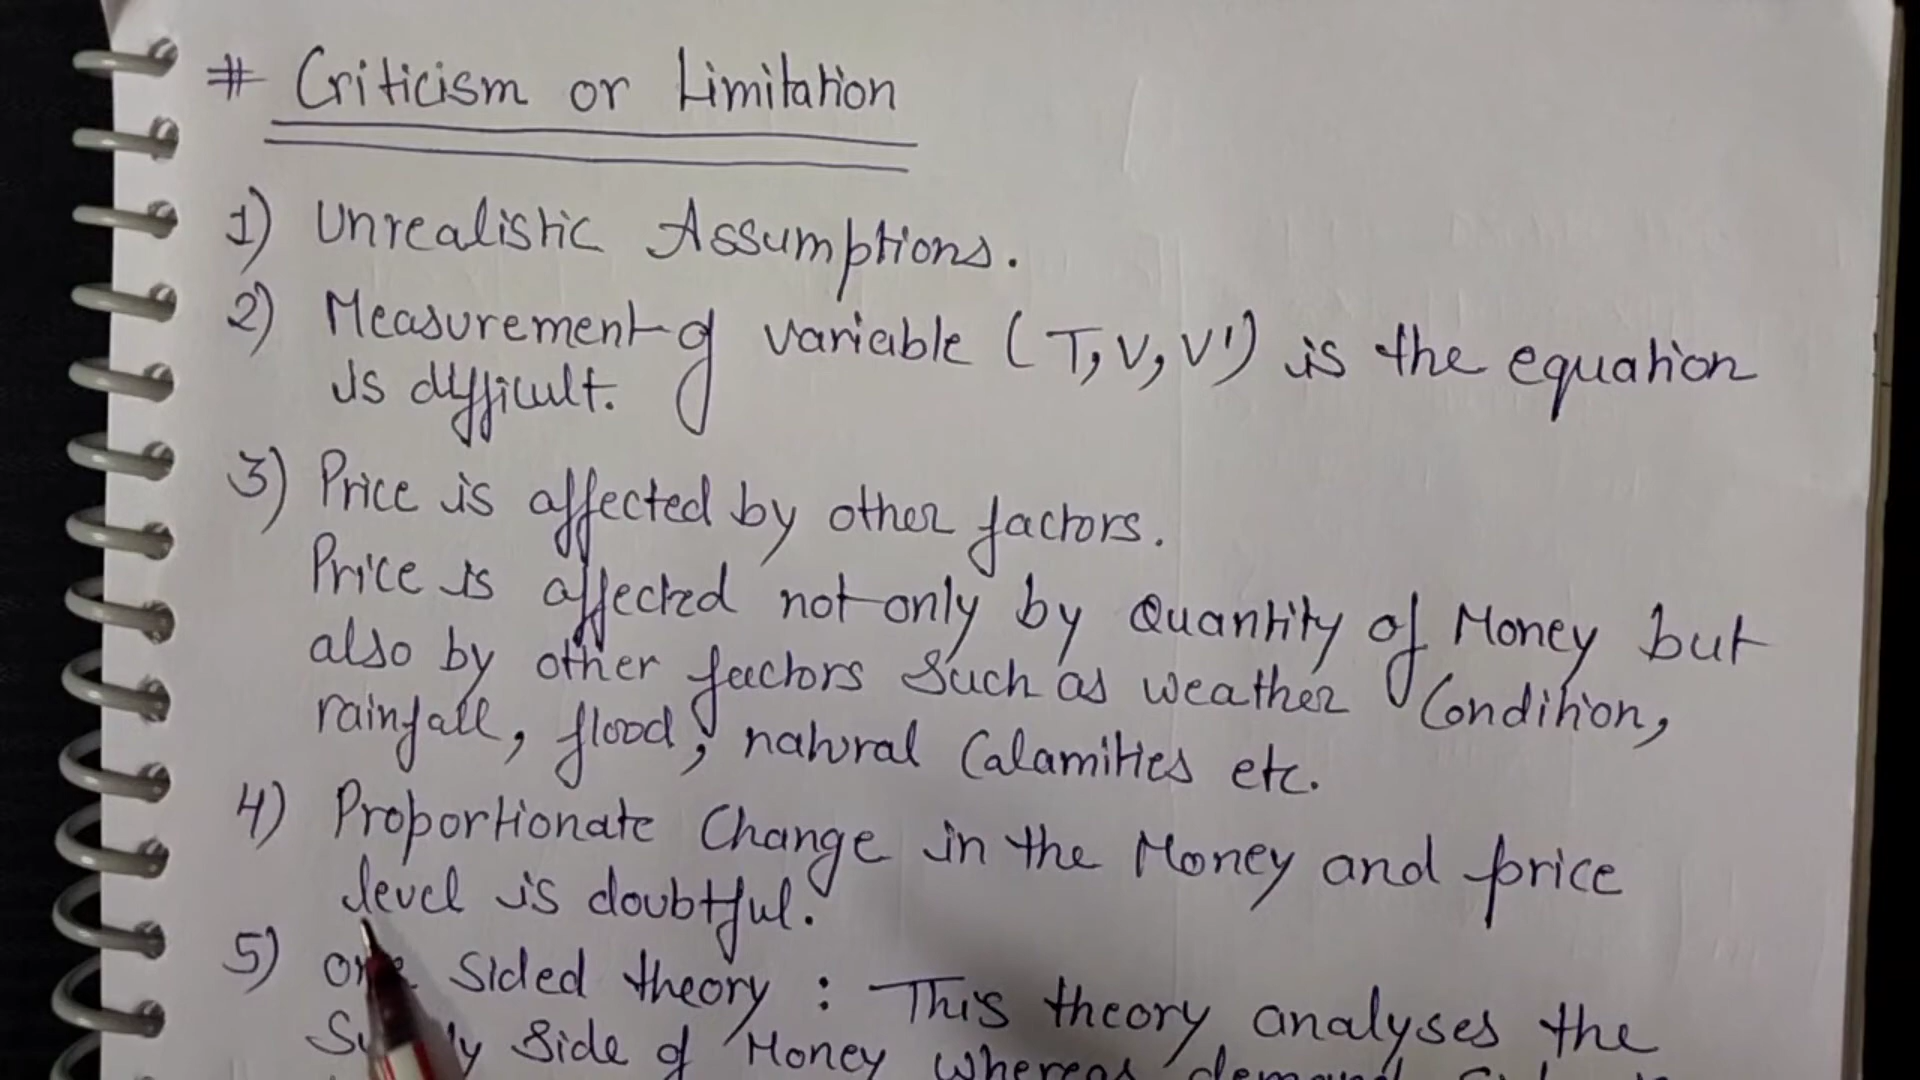 # Criticism or Limitation
1) Unrealistic Assumptions.
2) Measurement of variable (T, V, V') is the equation
is difficult.
3) Price is affected by other factors.
Price is affected not only by Quantity of Money but
also by other factors such as weather Condition,
rainfall, flood, natural Calamities etc.
4) Proportionate Change in the Money and price
level is doubtful.
5) one sided theory : This theory analyses the
Side of Money whereas demand